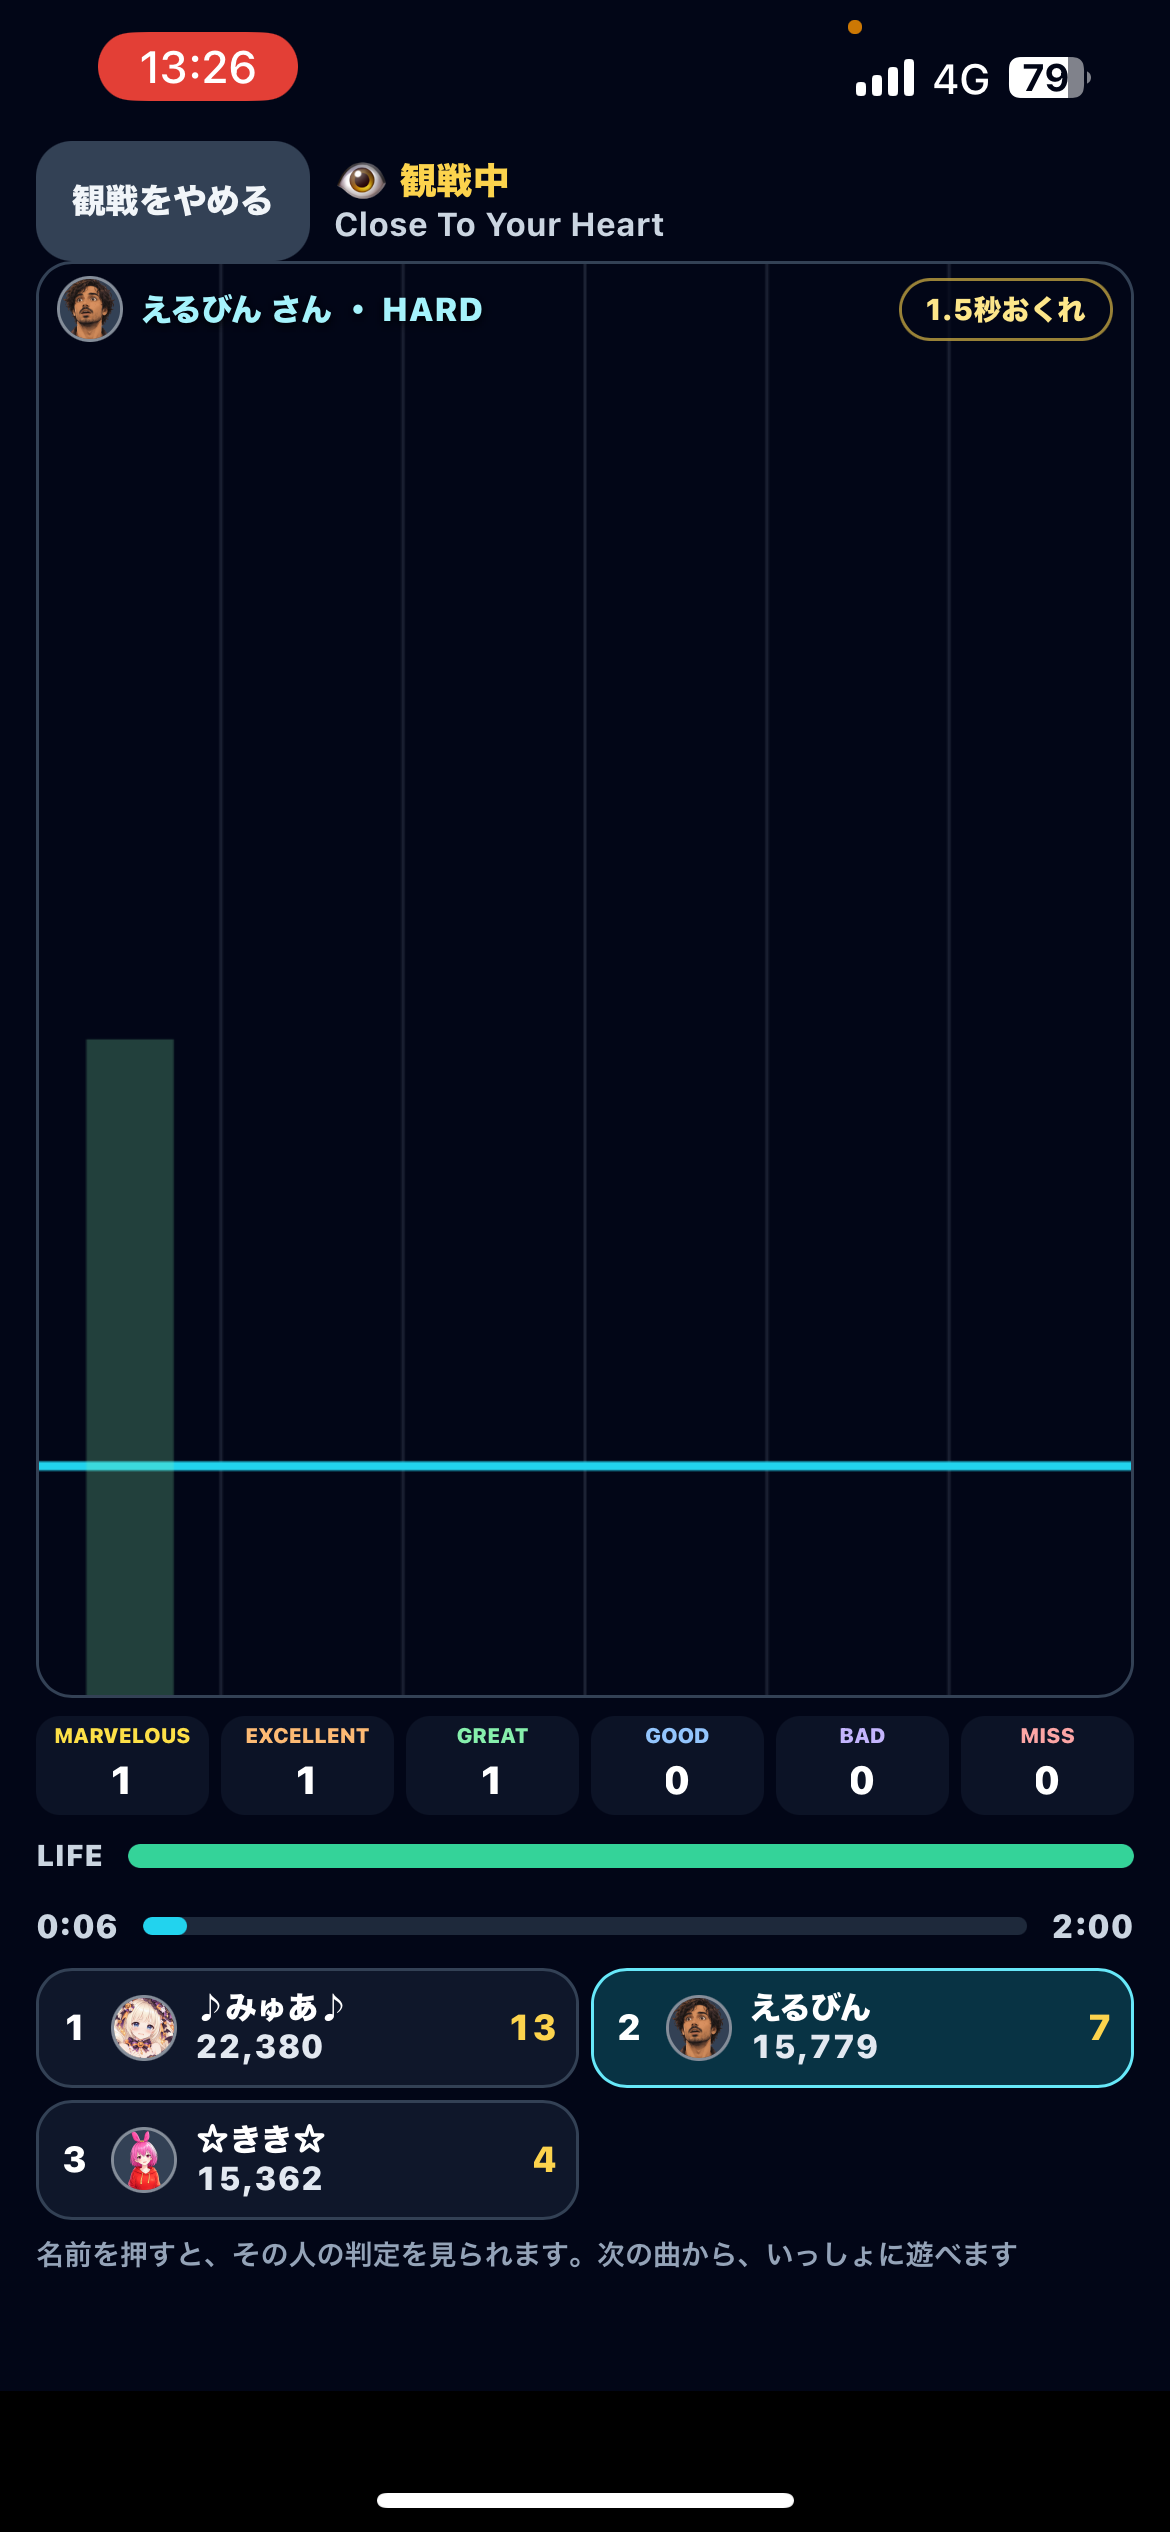 13:26
4G 79
観戦をやめる
👁️ 観戦中
Close To Your Heart
えるびん さん ・ HARD
1.5秒おくれ
MARVELOUS EXCELLENT GREAT GOOD BAD MISS
1 1 1 0 0 0
LIFE
0:06 2:00
1 ♪みゅあ♪ 13
22,380
2 えるびん 7
15,779
3 ☆きき☆ 4
15,362
名前を押すと、その人の判定を見られます。次の曲から、いっしょに遊べます